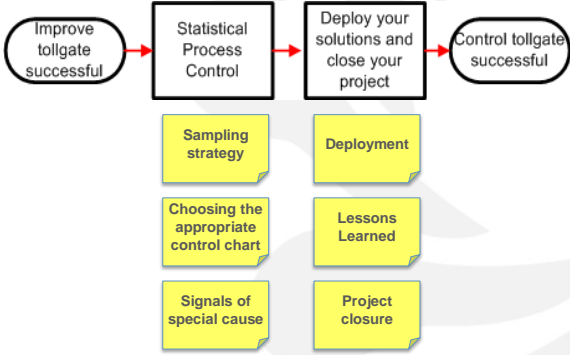 Improve
tollgate
successful
Statistical
Process
Control
Deploy your
solutions and
close your
project
Control tollgate
successful
Sampling
strategy
Deployment
Choosing the
appropriate
control chart
Lessons
Learned
Signals of
special cause
Project
closure